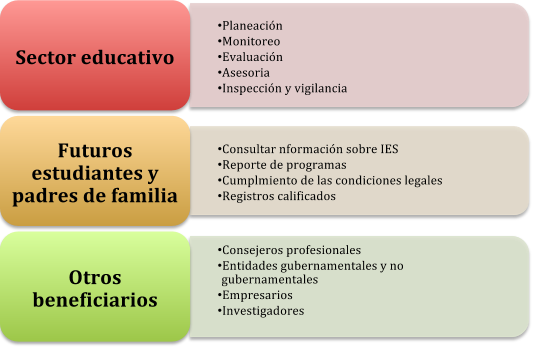 Sector educativo
•Planeación
•Monitoreo
•Evaluación
•Asesoria
•Inspección y vigilancia
Futuros
estudiantes y
padres de familia
•Consultar nformación sobre IES
•Reporte de programas
•Cumplmiento de las condiciones legales
•Registros calificados
Otros
beneficiarios
•Consejeros profesionales
•Entidades gubernamentales y no
gubernamentales
•Empresarios
•Investigadores